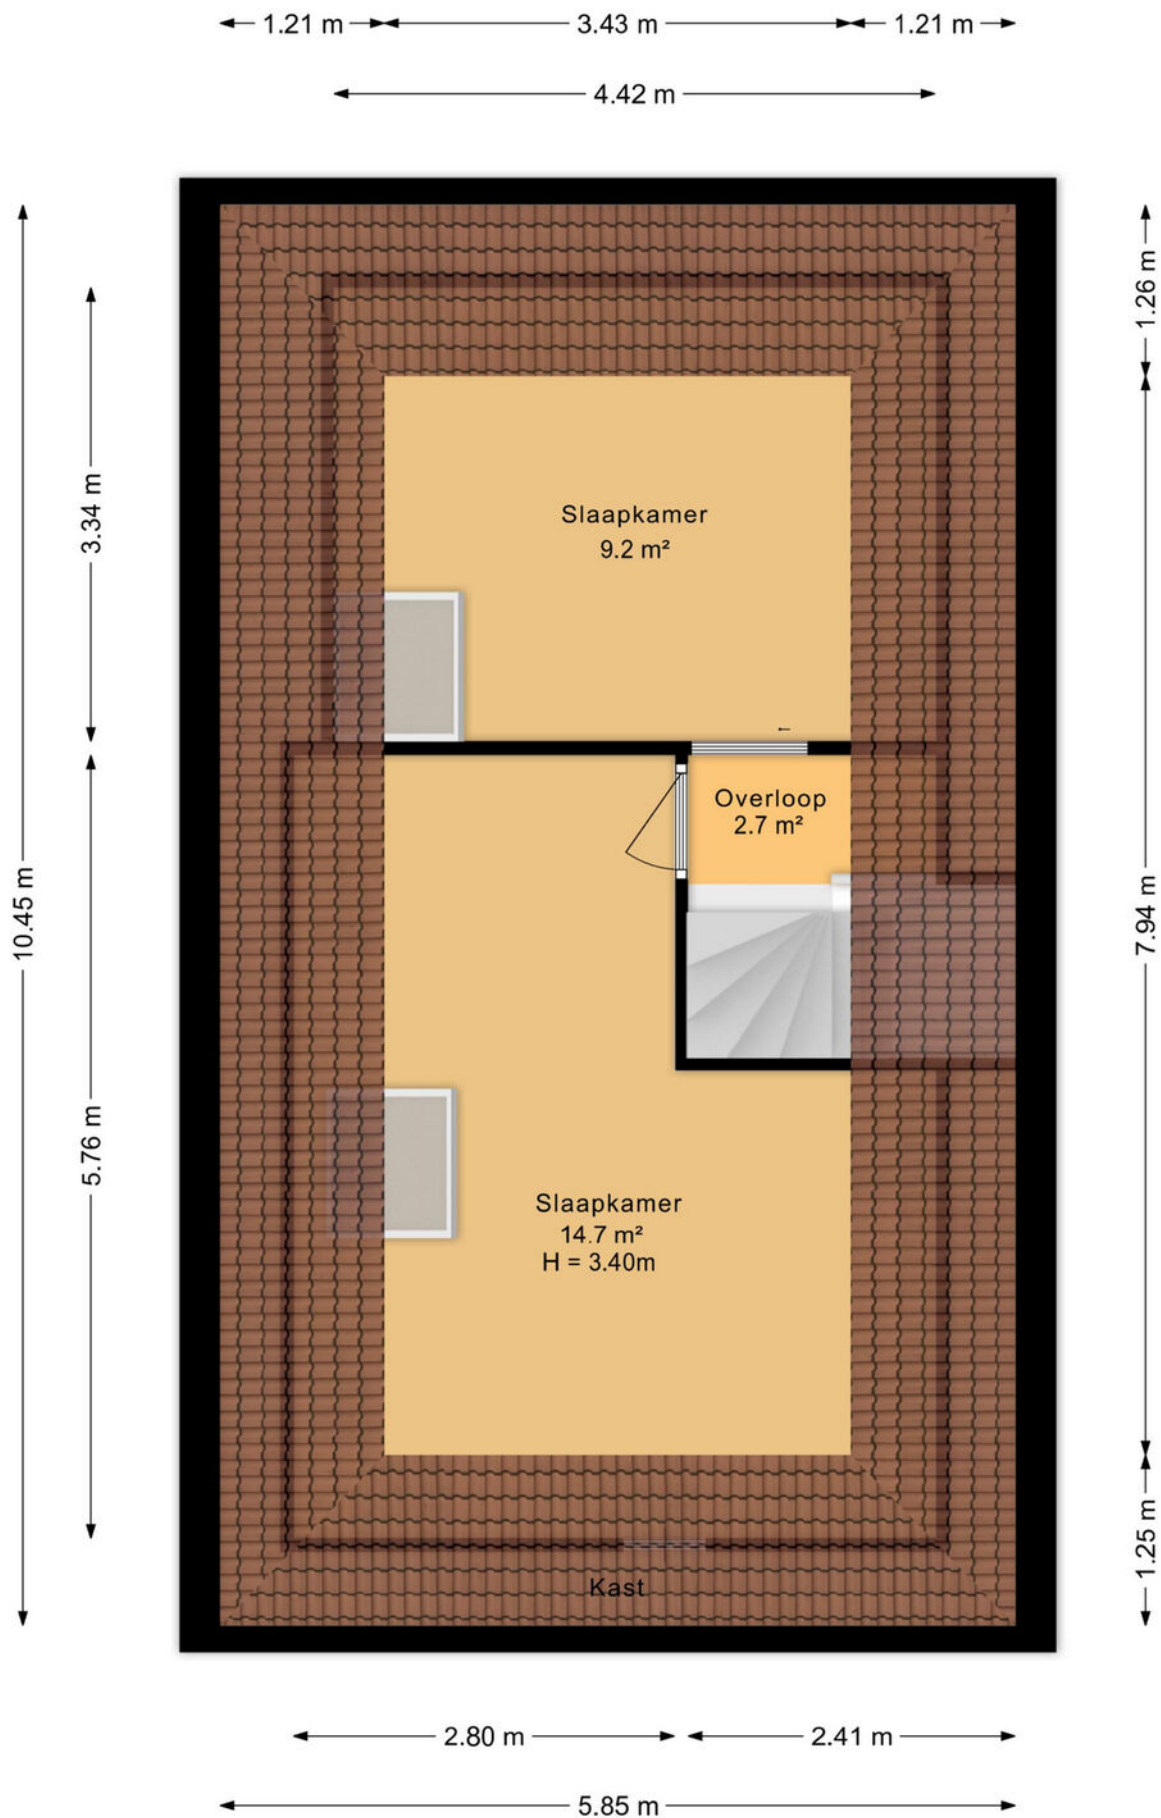 1.21 m
3.43 m
1.21 m
4.42 m
1.26 m
3.34 m
Slaapkamer
9.2 m²
←
Overloop
2.7 m²
10.45 m
7.94 m
5.76 m
Slaapkamer
14.7 m²
H = 3.40m
1.25 m
Kast
2.80 m
2.41 m
5.85 m